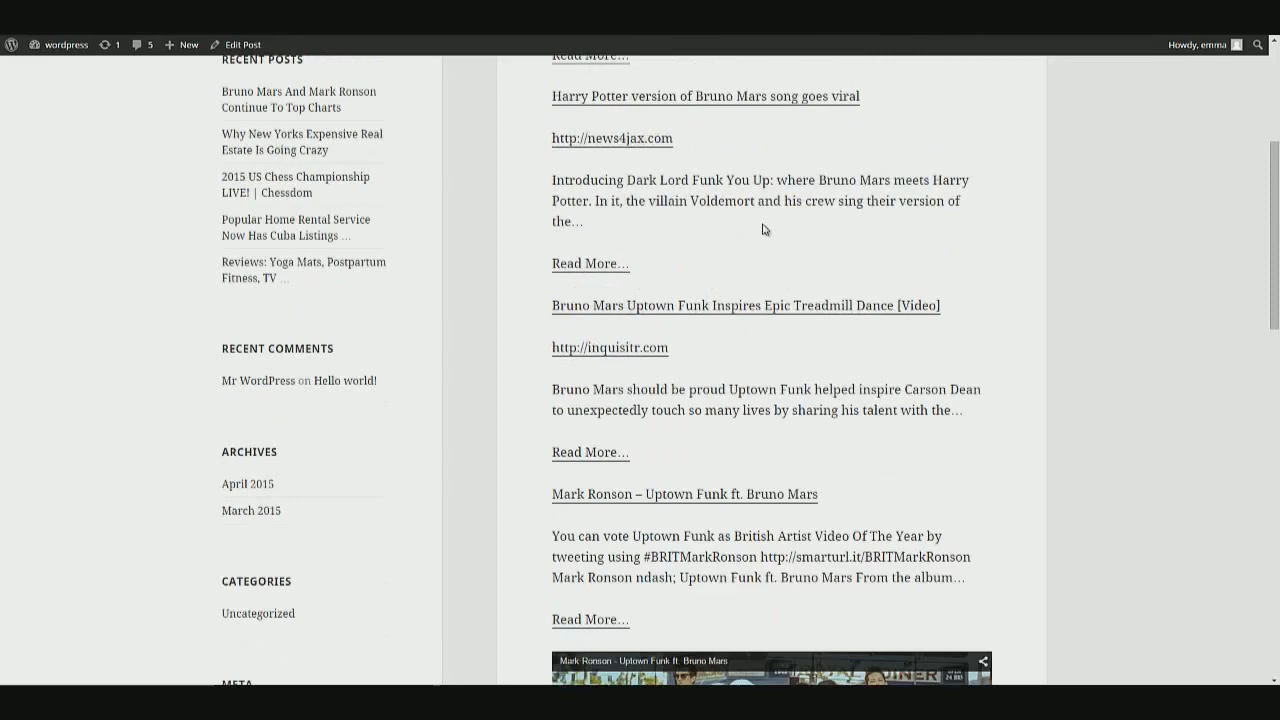 wordpress 1 5 New Edit Post Howdy, emma
RECENT POSTS
Bruno Mars And Mark Ronson
Continue To Top Charts
Why New Yorks Expensive Real
Estate Is Going Crazy
2015 US Chess Championship
LIVE! | Chessdom
Popular Home Rental Service
Now Has Cuba Listings …
Reviews: Yoga Mats, Postpartum
Fitness, TV …
RECENT COMMENTS
Mr WordPress on Hello world!
ARCHIVES
April 2015
March 2015
CATEGORIES
Uncategorized
META
Read More…
Harry Potter version of Bruno Mars song goes viral
http://news4jax.com
Introducing Dark Lord Funk You Up: where Bruno Mars meets Harry
Potter. In it, the villain Voldemort and his crew sing their version of
the…
Read More…
Bruno Mars Uptown Funk Inspires Epic Treadmill Dance [Video]
http://inquisitr.com
Bruno Mars should be proud Uptown Funk helped inspire Carson Dean
to unexpectedly touch so many lives by sharing his talent with the…
Read More…
Mark Ronson – Uptown Funk ft. Bruno Mars
You can vote Uptown Funk as British Artist Video Of The Year by
tweeting using #BRITMarkRonson http://smarturl.it/BRITMarkRonson
Mark Ronson ndash; Uptown Funk ft. Bruno Mars From the album…
Read More…
Mark Ronson - Uptown Funk ft. Bruno Mars